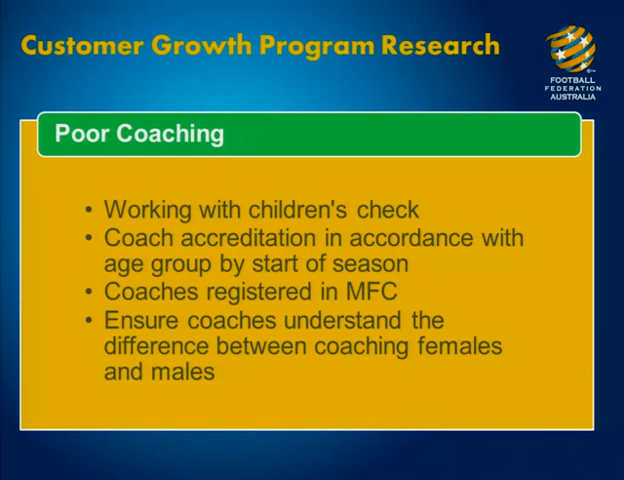 Customer Growth Program Research
FOOTBALL
FEDERATION
AUSTRALIA
Poor Coaching
• Working with children's check
• Coach accreditation in accordance with
age group by start of season
• Coaches registered in MFC
• Ensure coaches understand the
difference between coaching females
and males